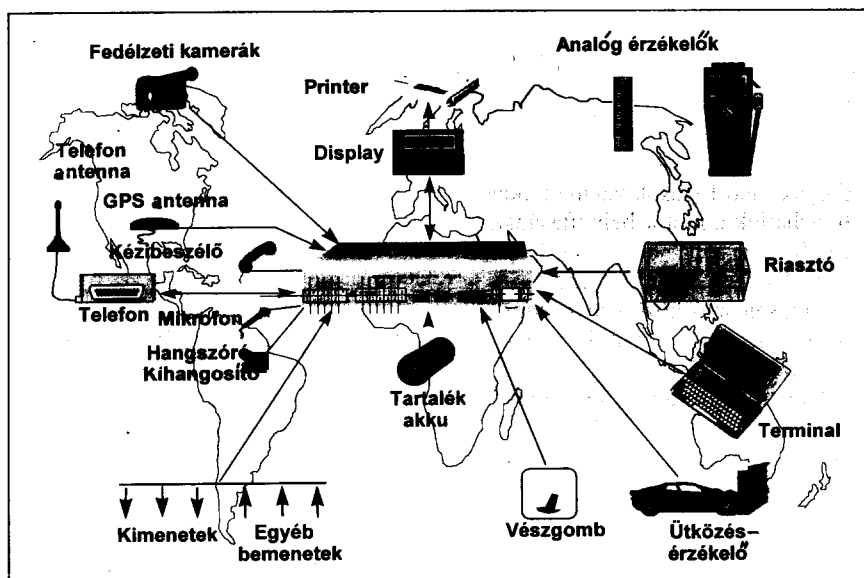 Fedélzeti kamerák
Analóg érzékelők
Printer
Display
Telefon
antenna
GPS antenna
Kézibeszélő
Riasztó
Telefon
Mikrofon
Hangszóró
Kihangosító
Tartalék
akku
Terminal
Kimenetek
Egyéb
bemenetek
Vészgomb
Ütközés–
érzékelő